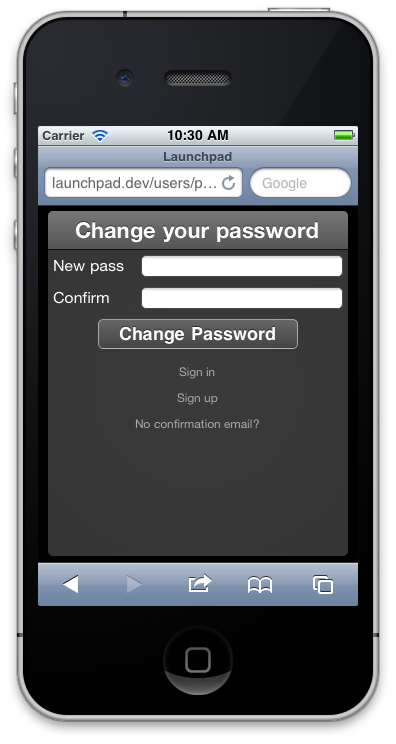 Carrier 10:30 AM
Launchpad
launchpad.dev/users/p... Google
Change your password
New pass
Confirm
Change Password
Sign in
Sign up
No confirmation email?